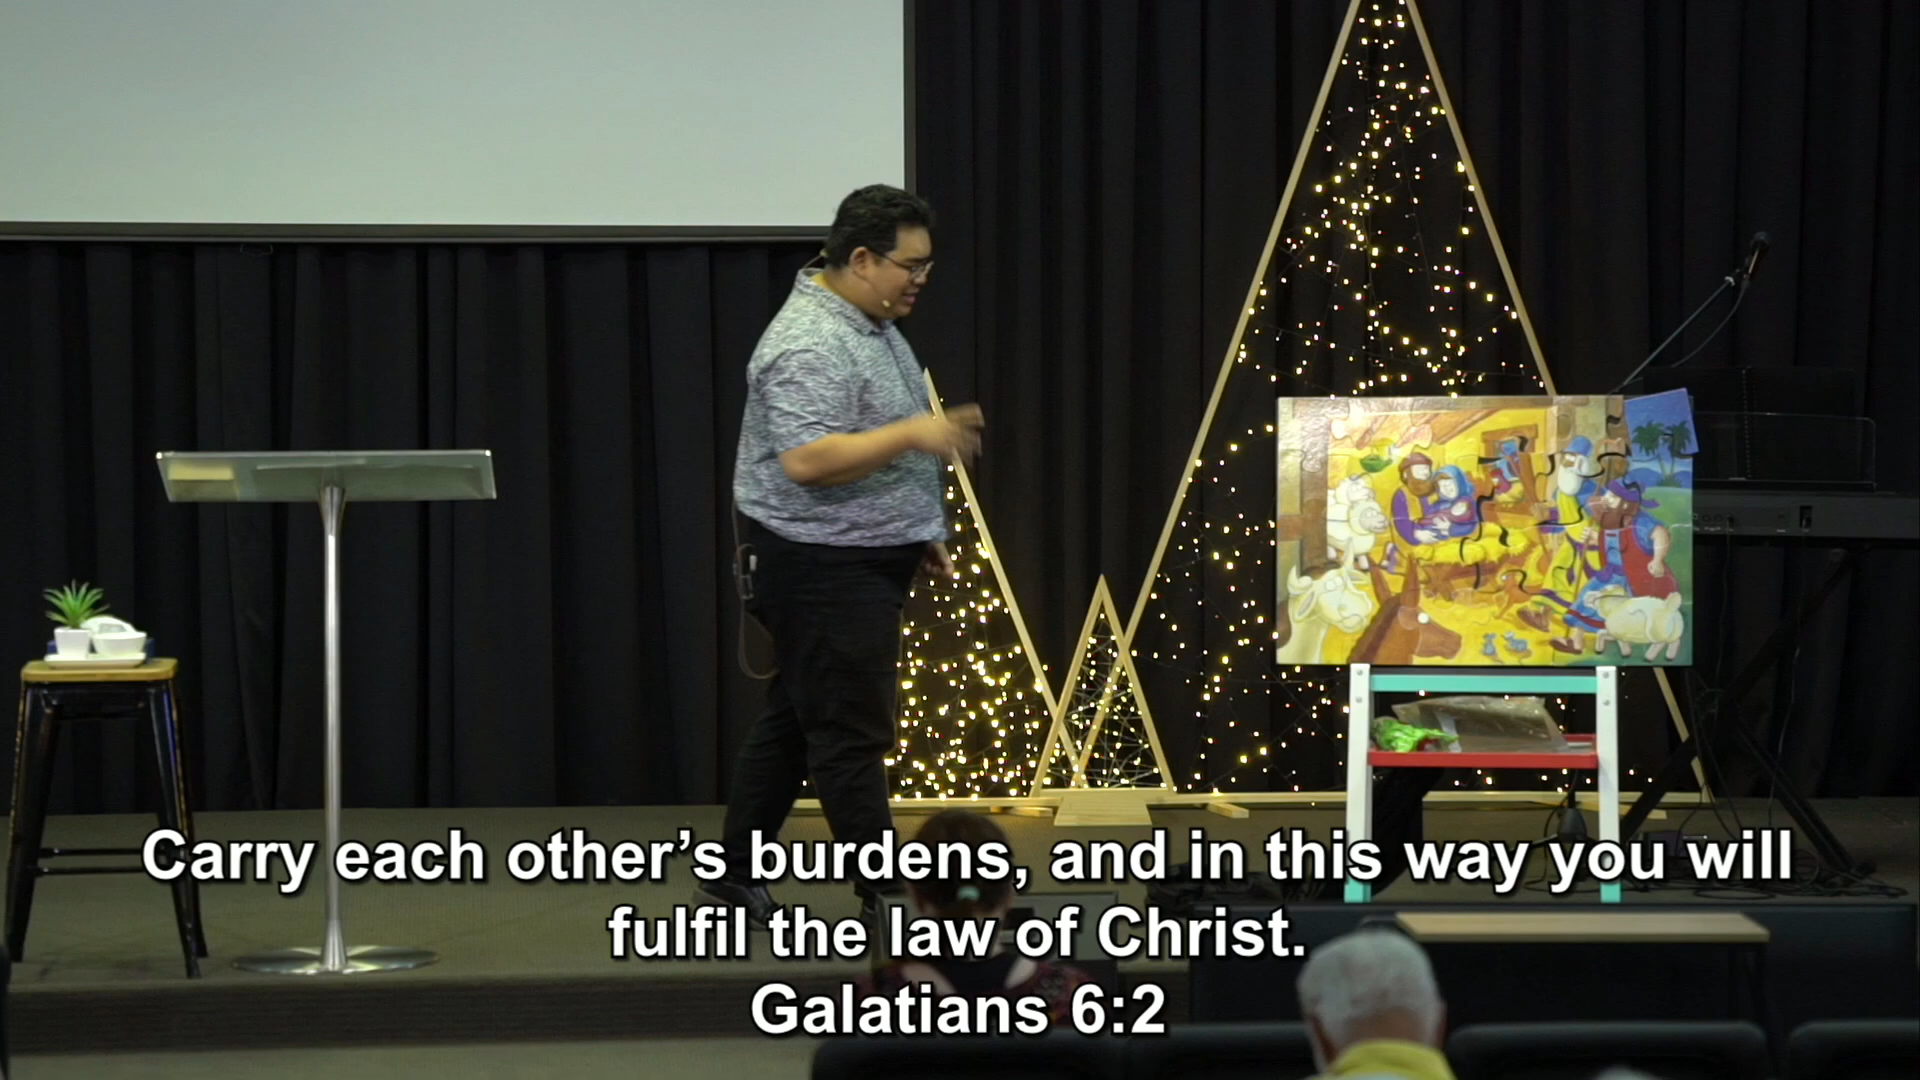 Carry each other’s burdens, and in this way you will
fulfil the law of Christ.
Galatians 6:2